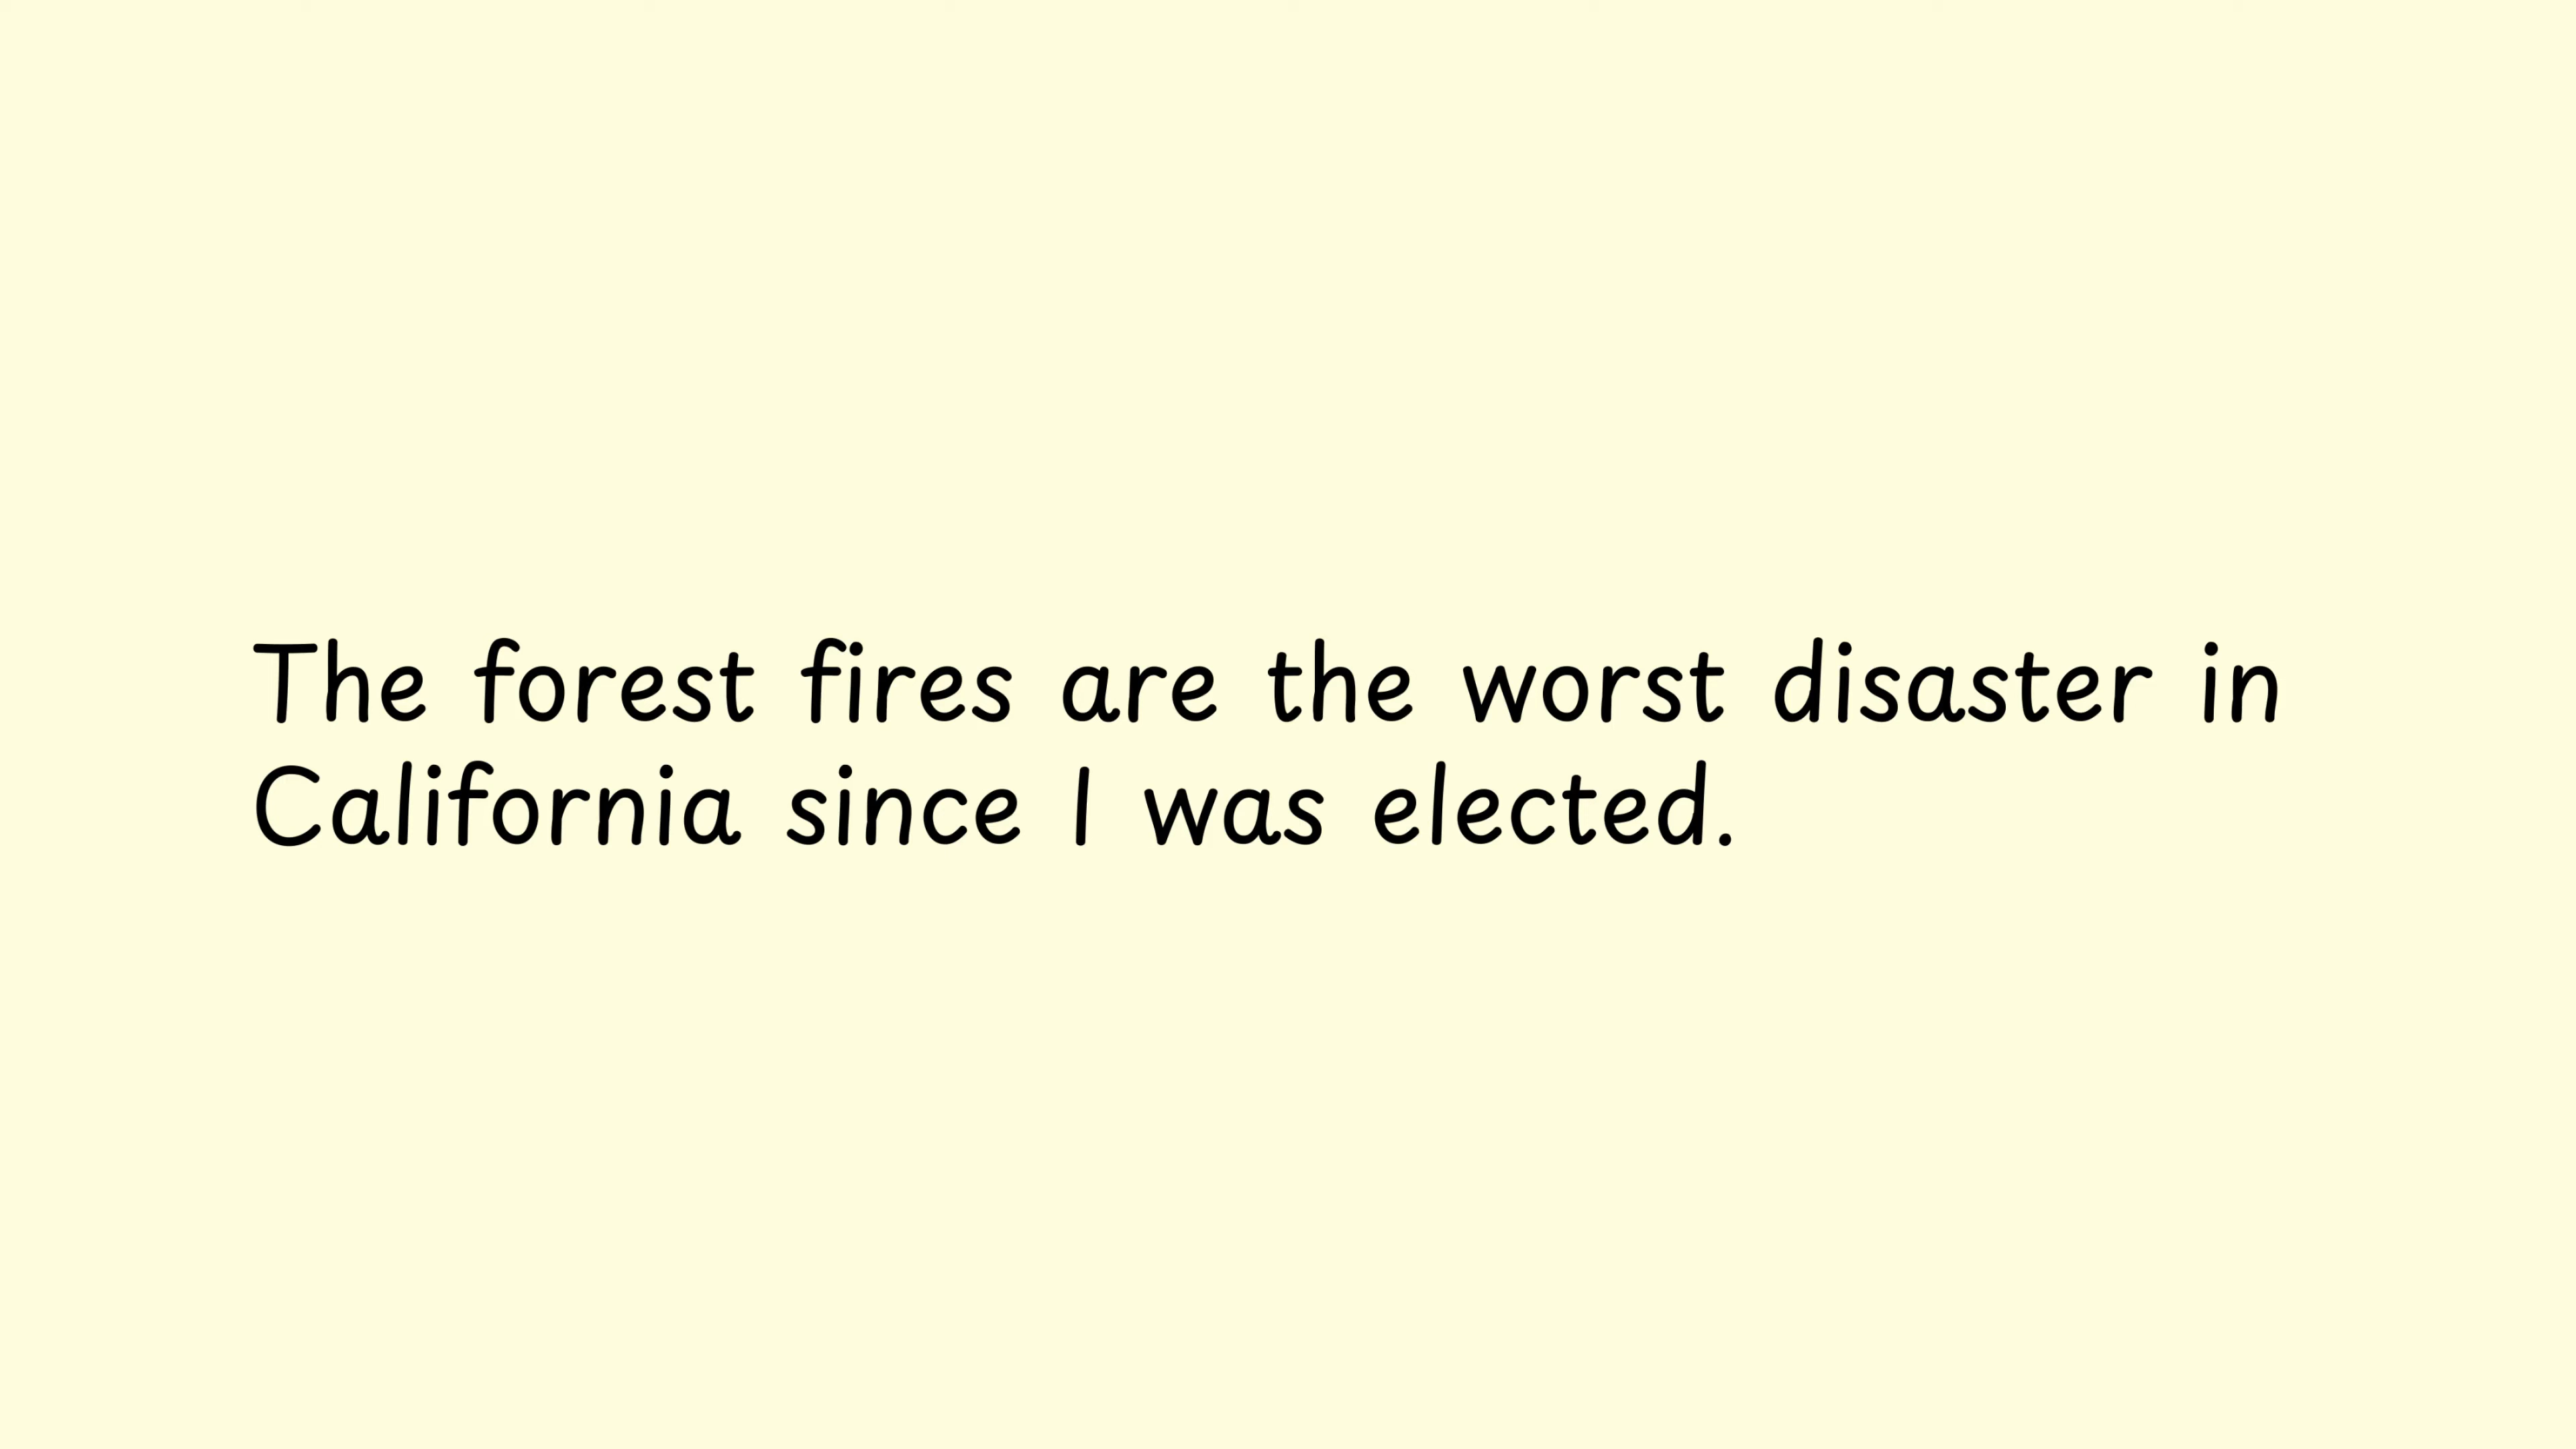 The forest fires are the worst disaster in
California since I was elected.